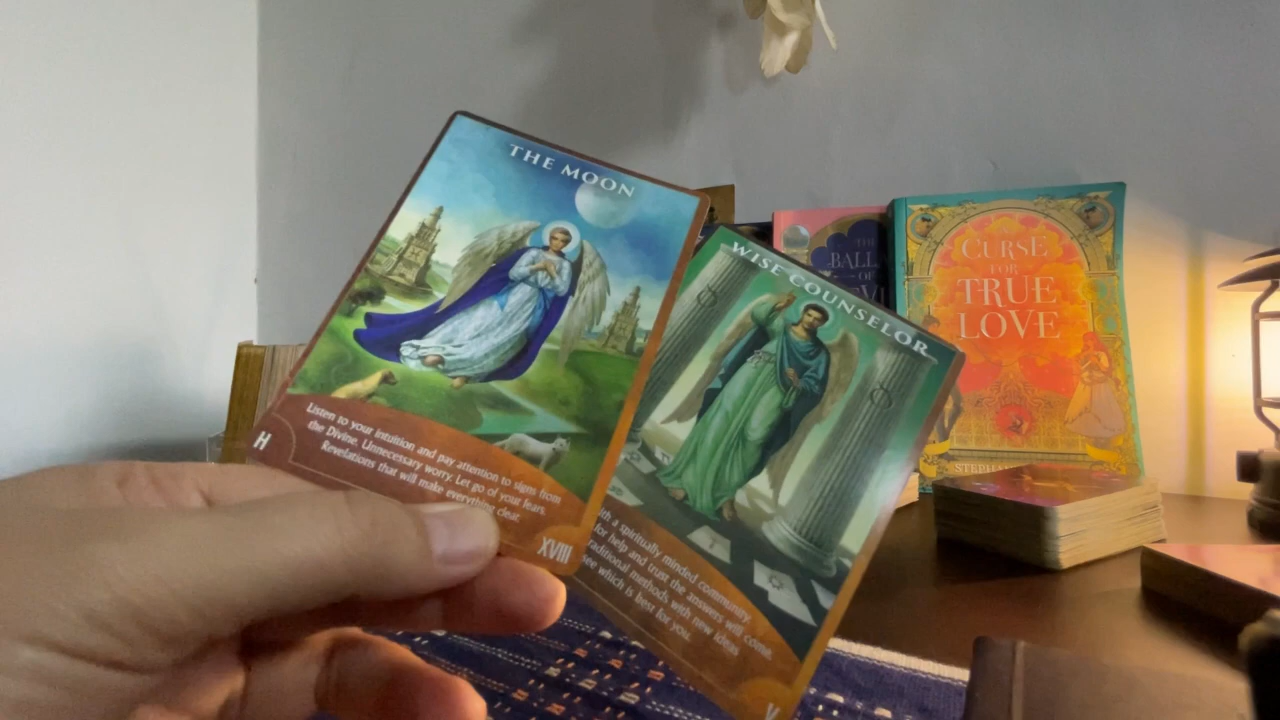 THE MOON
Listen to your intuition and pay attention to signs from
the Divine. Unnecessary worry. Let go of your fears.
Revelations that will make everything clear.
H
XVIII
WISE COUNSELOR
a spiritually minded community.
for help and trust the answers will come.
traditional methods with new ideas
see which is best for you.
V
THE
BALL
OF
A
CURSE
FOR
TRUE
LOVE